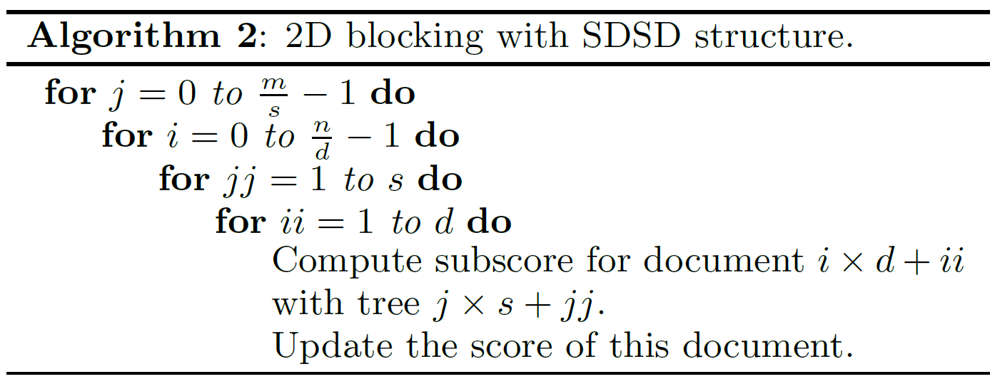 Algorithm 2: 2D blocking with SDSD structure.
for j = 0 to m/s − 1 do
for i = 0 to n/d − 1 do
for jj = 1 to s do
for ii = 1 to d do
Compute subscore for document i × d + ii
with tree j × s + jj.
Update the score of this document.